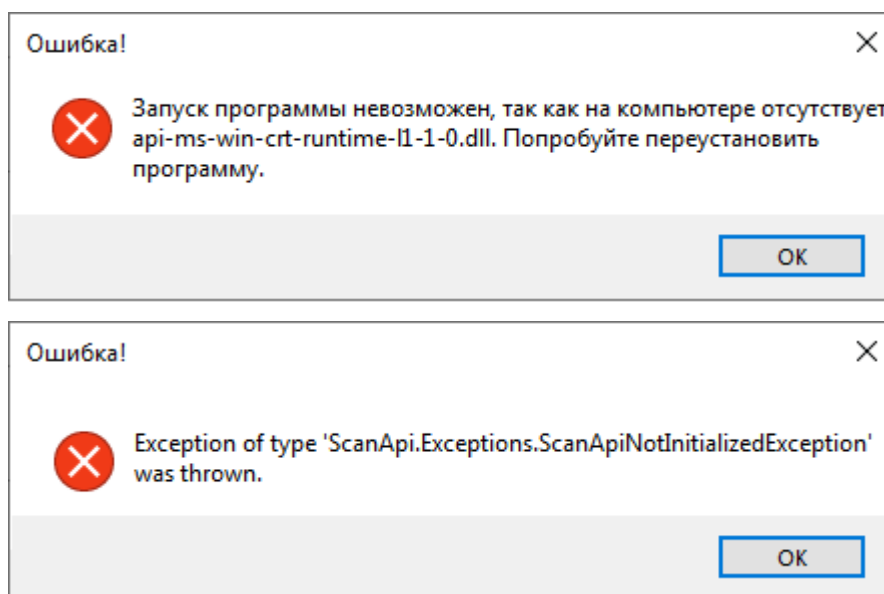 Ошибка!
Запуск программы невозможен, так как на компьютере отсутствует
api-ms-win-crt-runtime-l1-1-0.dll. Попробуйте переустановить
программу.
OK
Ошибка!
Exception of type 'ScanApi.Exceptions.ScanApiNotInitializedException'
was thrown.
OK